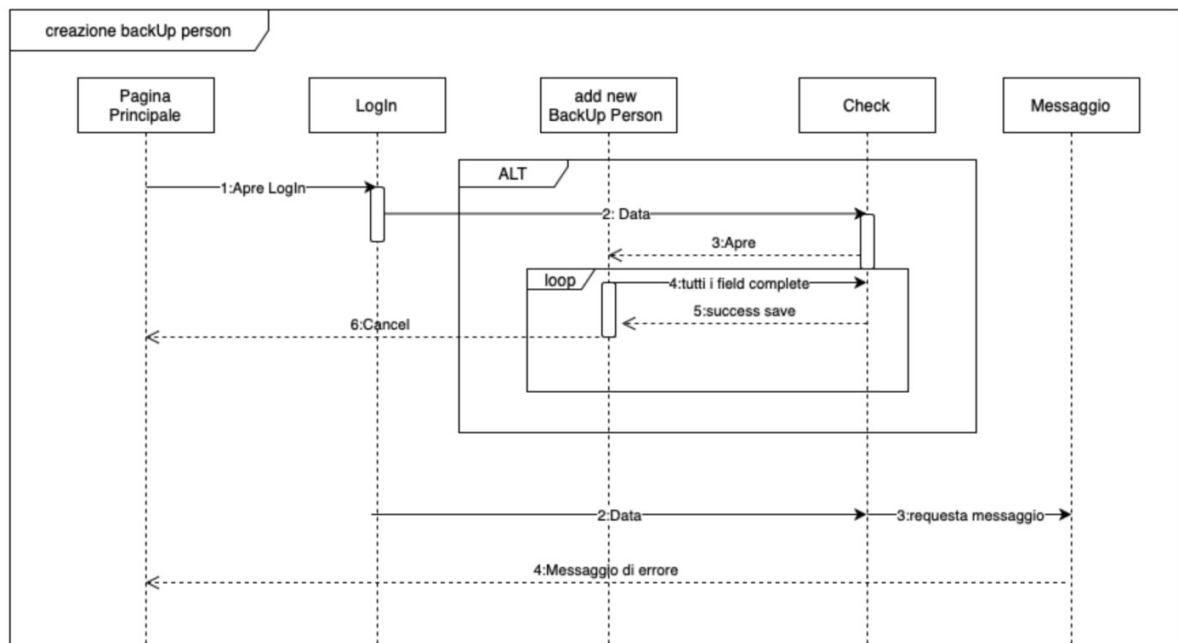 creazione backUp person
Pagina
Principale
LogIn
add new
BackUp Person
Check
Messaggio
ALT
1:Apre LogIn
2: Data
3:Apre
loop
4:tutti i field complete
5:success save
6:Cancel
2:Data
3:requesta messaggio
4:Messaggio di errore